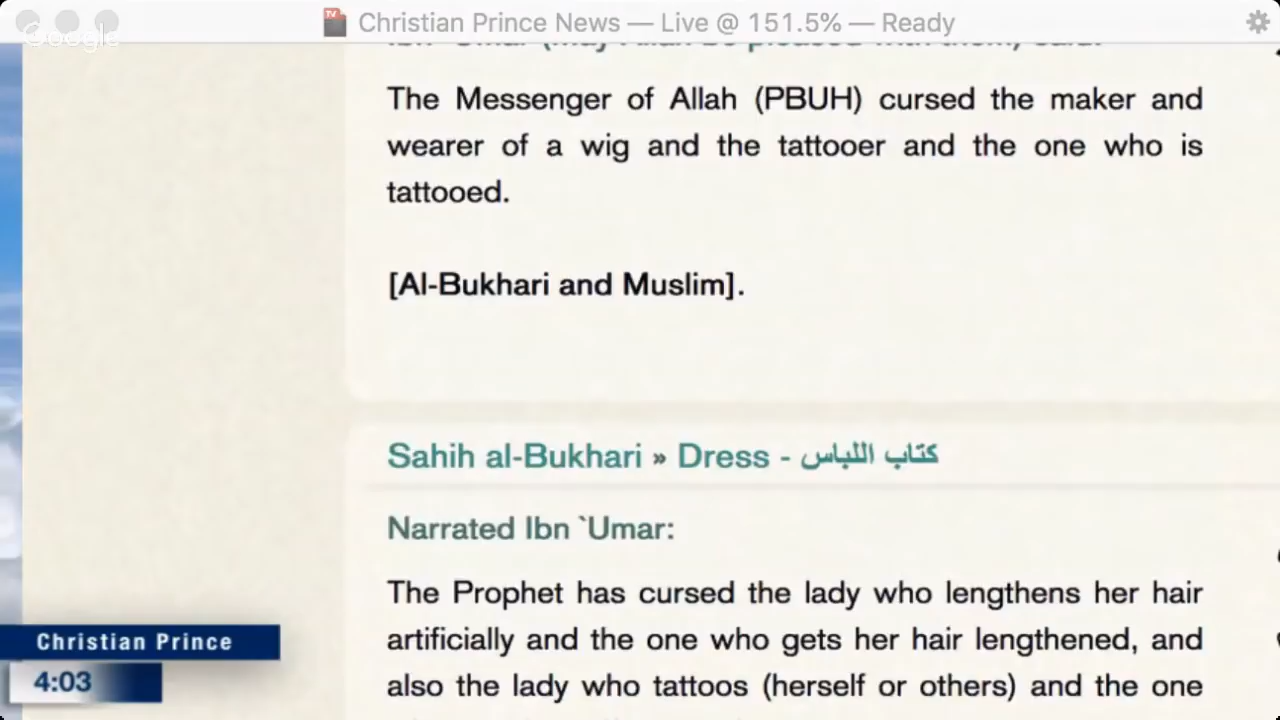 Christian Prince News — Live @ 151.5% — Ready
Google
The Messenger of Allah (PBUH) cursed the maker and
wearer of a wig and the tattooer and the one who is
tattooed.
[Al-Bukhari and Muslim].
Sahih al-Bukhari » Dress - كتاب اللباس
Narrated Ibn `Umar:
The Prophet has cursed the lady who lengthens her hair
artificially and the one who gets her hair lengthened, and
also the lady who tattoos (herself or others) and the one
Christian Prince
4:03